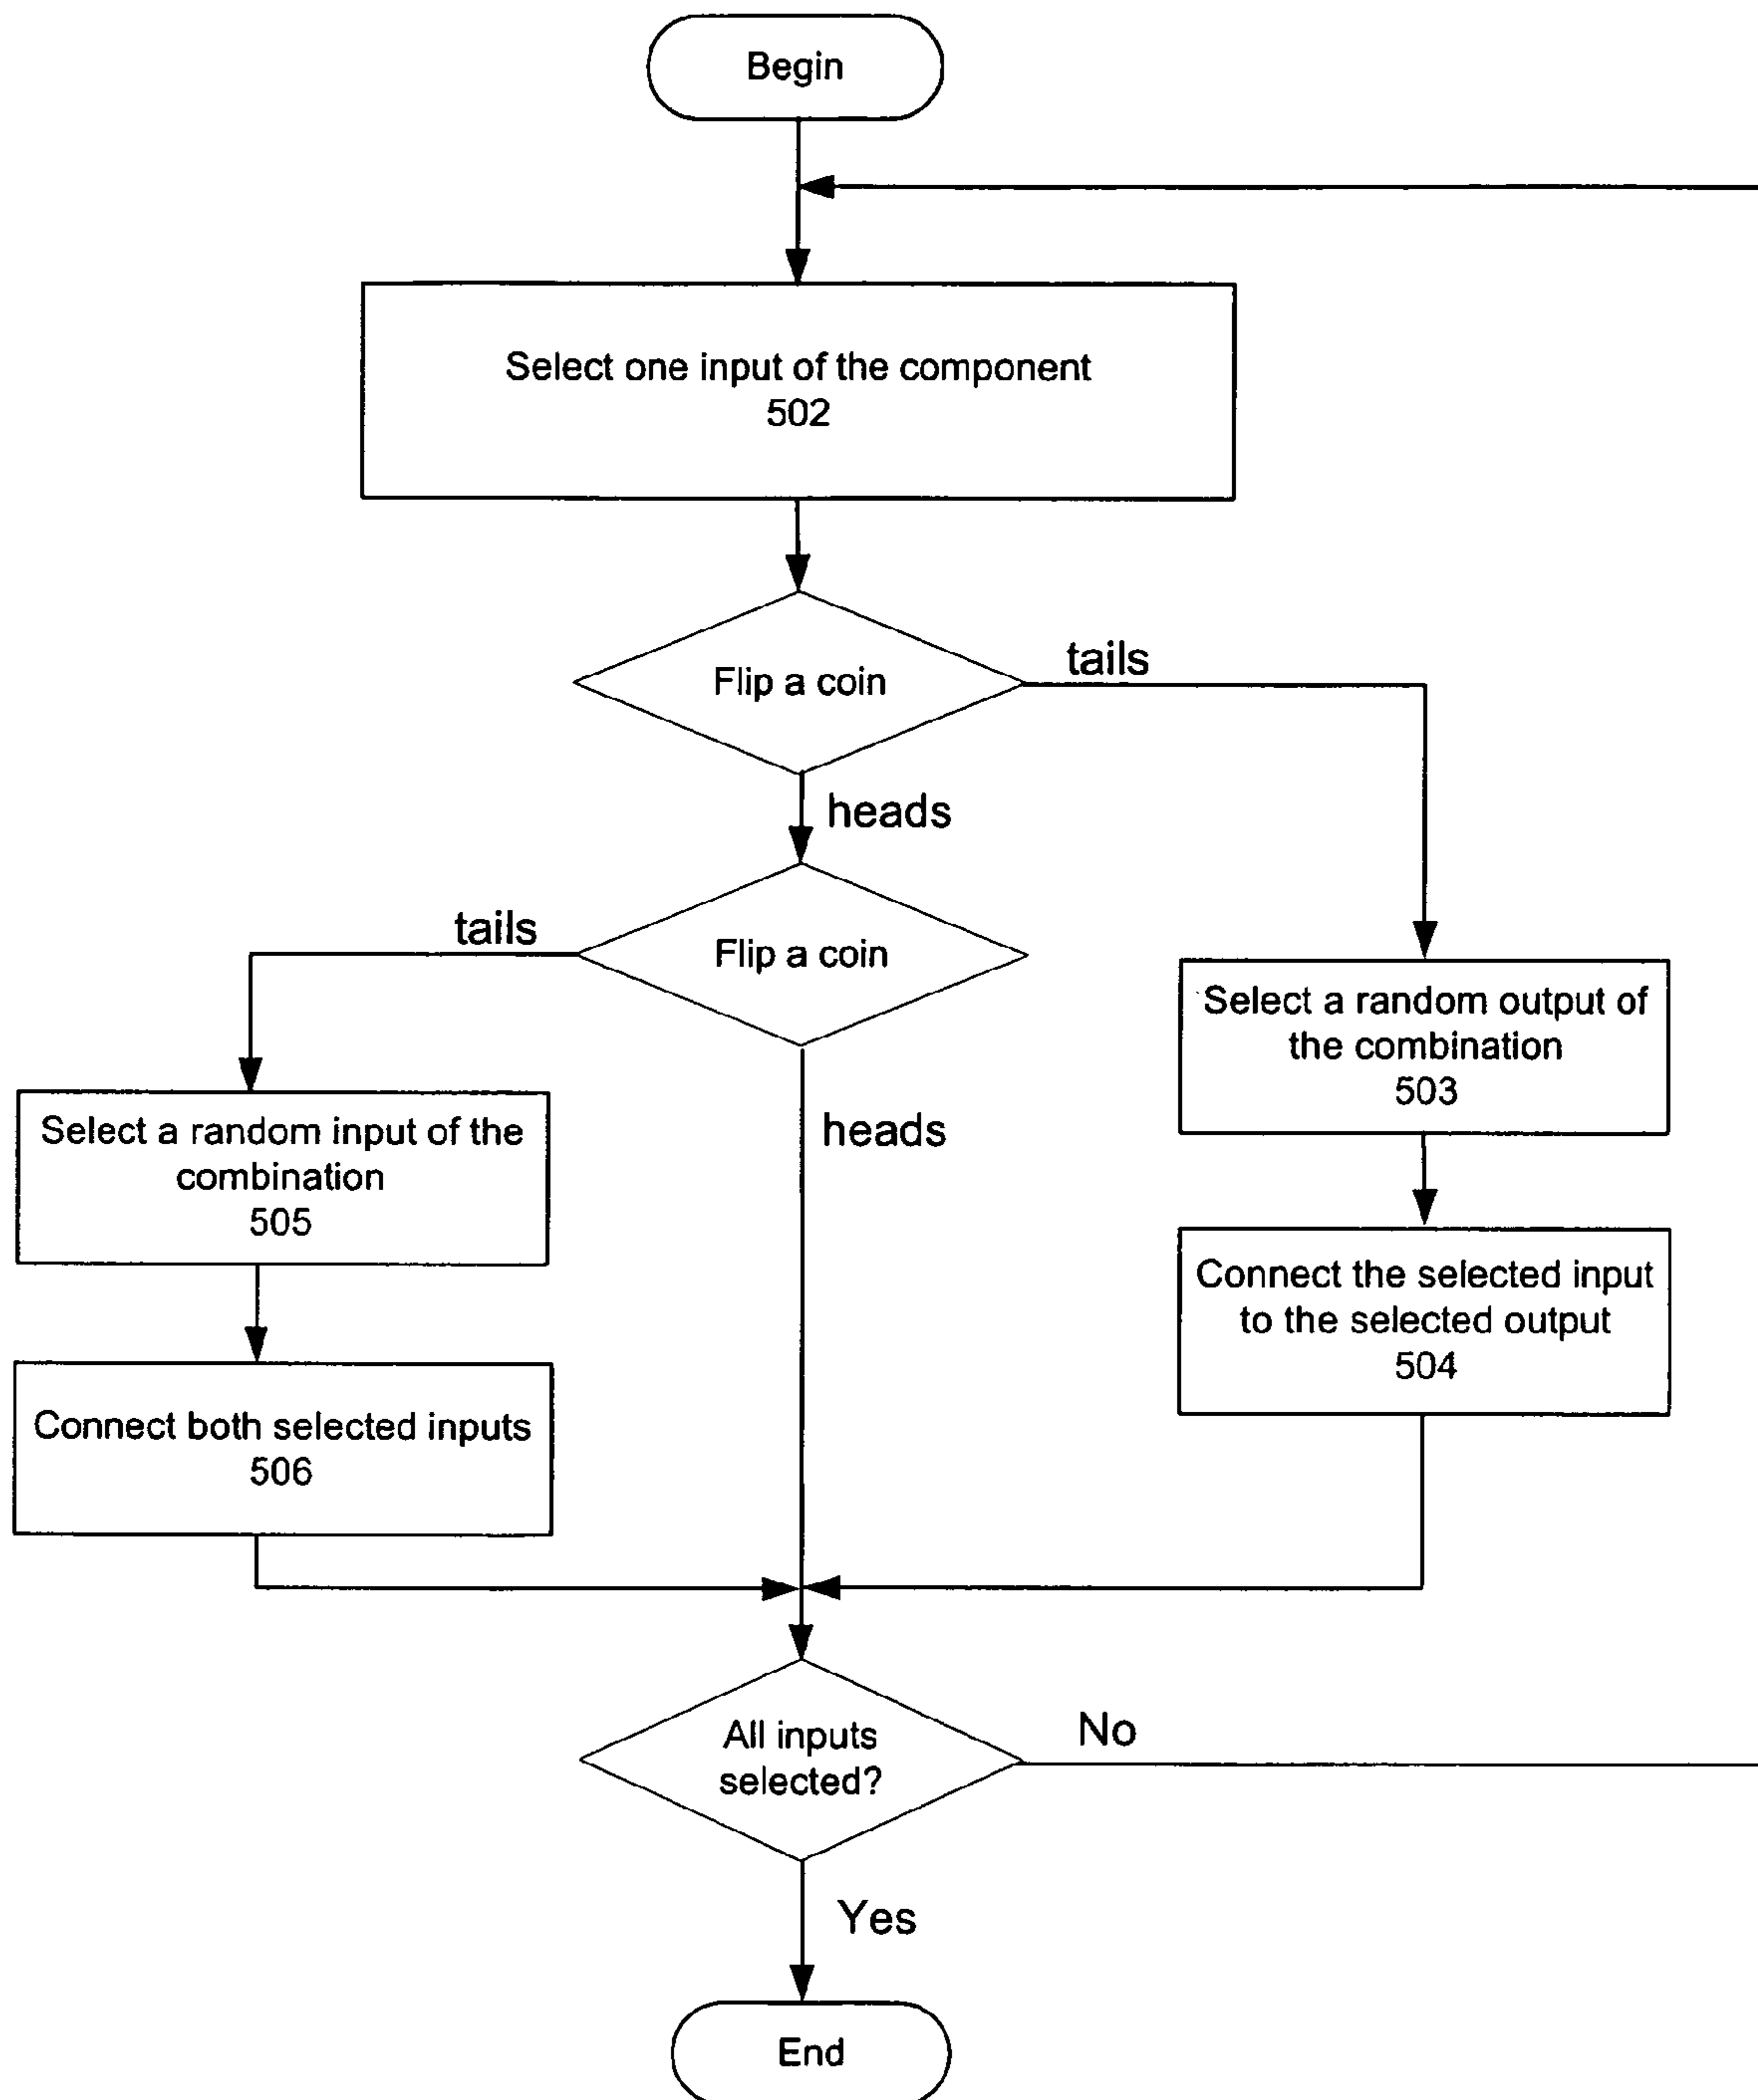 Begin
Select one input of the component
502
Flip a coin
tails
heads
tails
Flip a coin
Select a random output of
the combination
503
Select a random input of the
combination
505
heads
Connect the selected input
to the selected output
504
Connect both selected inputs
506
All inputs
selected?
No
Yes
End